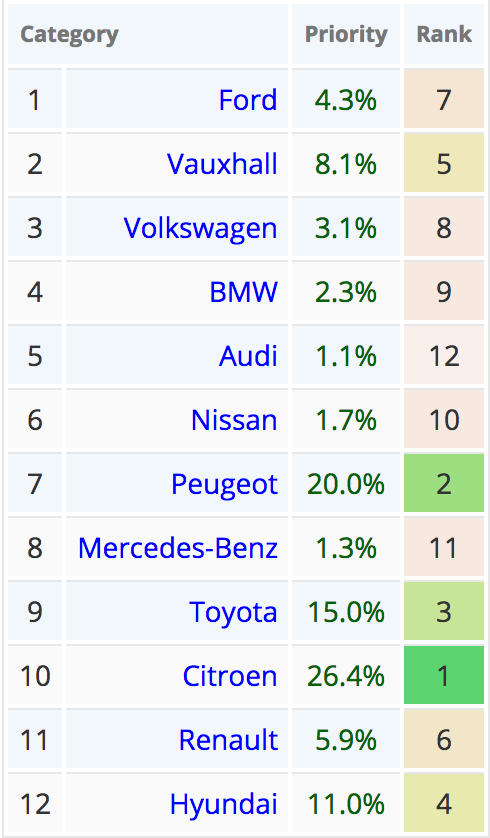 Category Priority Rank
1 Ford 4.3% 7
2 Vauxhall 8.1% 5
3 Volkswagen 3.1% 8
4 BMW 2.3% 9
5 Audi 1.1% 12
6 Nissan 1.7% 10
7 Peugeot 20.0% 2
8 Mercedes-Benz 1.3% 11
9 Toyota 15.0% 3
10 Citroen 26.4% 1
11 Renault 5.9% 6
12 Hyundai 11.0% 4